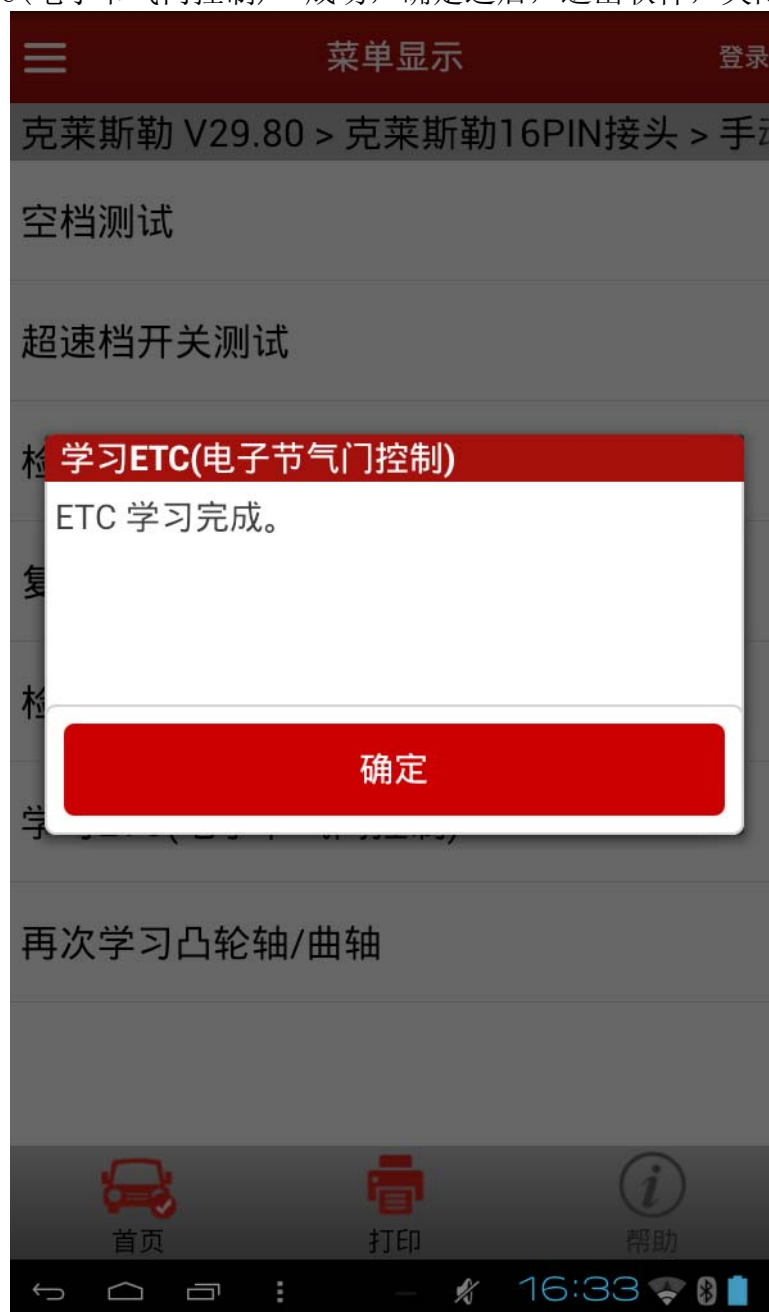 菜单显示 登录
克莱斯勒 V29.80 > 克莱斯勒16PIN接头 > 手
空档测试
超速档开关测试
检
学习ETC(电子节气门控制)
ETC 学习完成。
复
检
确定
再次学习凸轮轴/曲轴
首页 打印 帮助
16:33